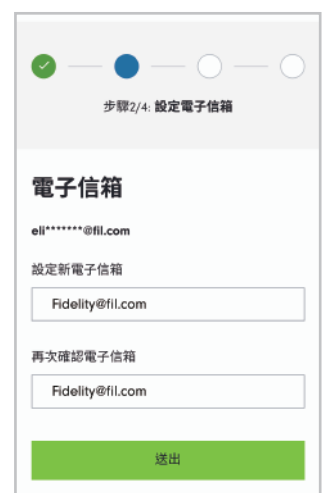 步驟2/4: 設定電子信箱
電子信箱
eli*******@fil.com
設定新電子信箱
Fidelity@fil.com
再次確認電子信箱
Fidelity@fil.com
送出